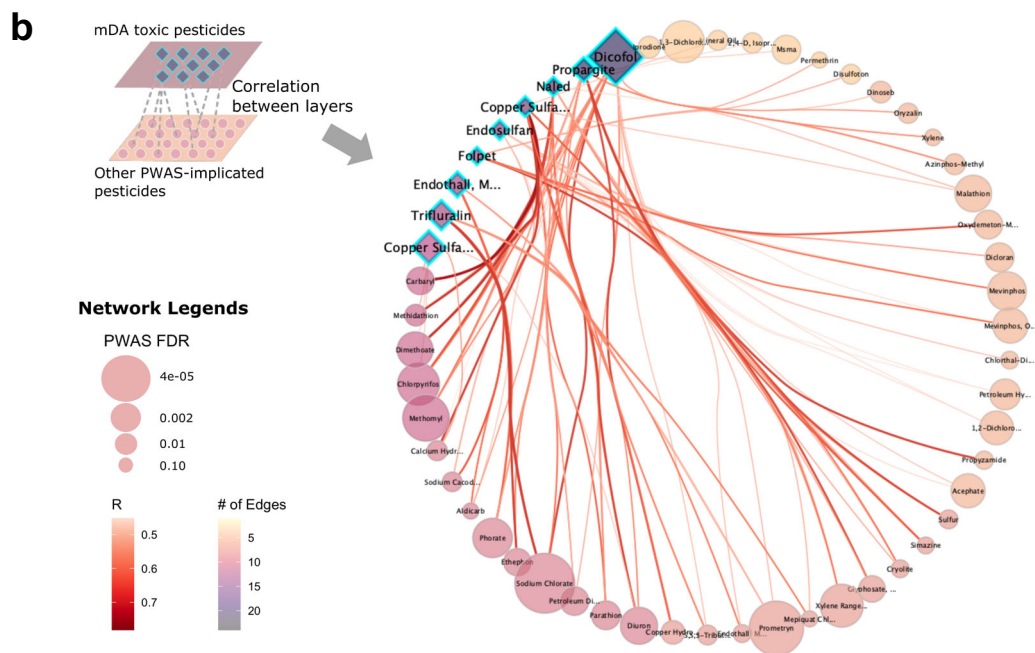 b
mDA toxic pesticides
Correlation
between layers
Other PWAS-implicated
pesticides
Network Legends
PWAS FDR
4e-05
0.002
0.01
0.10
R
0.5
0.6
0.7
# of Edges
5
10
15
20
Dicofol
Propargite
Naled
Copper Sulfa...
Endosulfan
Folpet
Endothall, M...
Trifluralin
Copper Sulfa...
Carbaryl
Methidathion
Dimethoate
Chlorpyrifos
Methomyl
Calcium Hydr...
Sodium Cacod...
Aldicarb
Phorate
Ethephon
Sodium Chlorate
Petroleum Di...
Parathion
Diuron
Copper Hydro
Endothall M...
Prometryn
Mepiquat Chl...
Xylene Range...
Glyphosate, ...
Cryolite
Simazine
Sulfur
Acephate
Propyzamide
1,2-Dichloro...
Petroleum Hy...
Chlorthal-Di...
Mevinphos, O...
Mevinphos
Dicloran
Oxydemeton-M...
Malathion
Azinphos-Methyl
Xylene
Oryzalin
Dinoseb
Disulfoton
Permethrin
Msma
2,4-D, Isopr...
ineral Oil
1,3-Dichloro
prodione